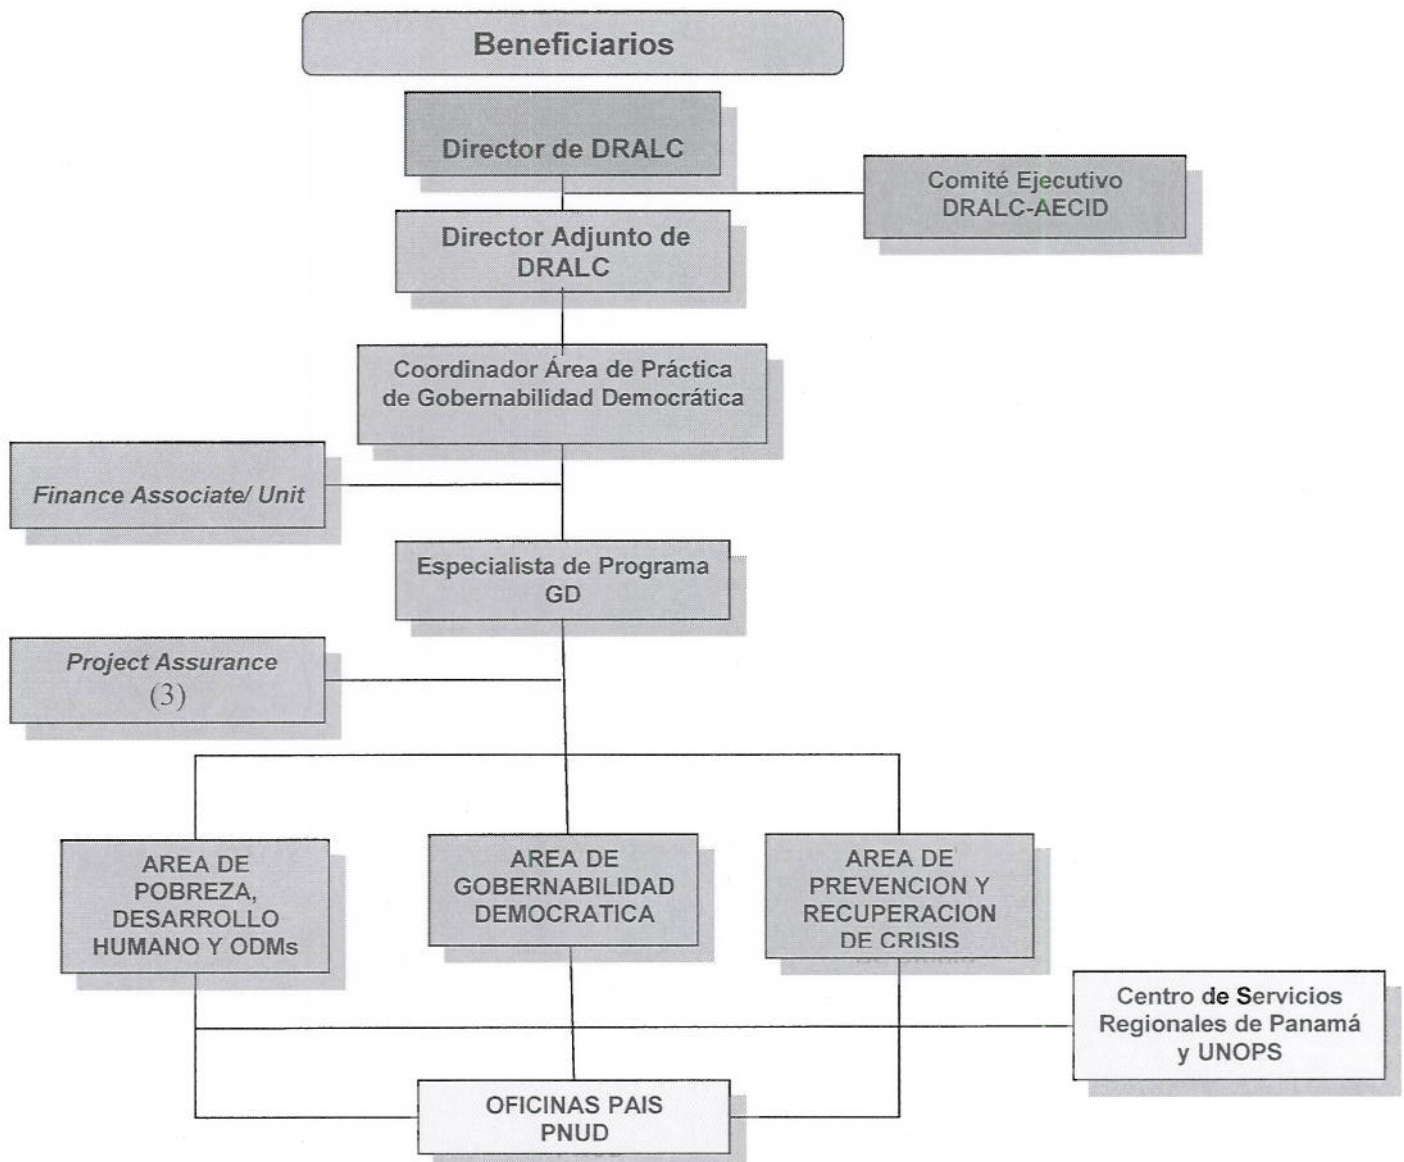 Beneficiarios
Director de DRALC
Comité Ejecutivo
DRALC-AECID
Director Adjunto de
DRALC
Coordinador Área de Práctica
de Gobernabilidad Democrática
Finance Associate/ Unit
Especialista de Programa
GD
Project Assurance
(3)
AREA DE
POBREZA,
DESARROLLO
HUMANO Y ODMs
AREA DE
GOBERNABILIDAD
DEMOCRATICA
AREA DE
PREVENCION Y
RECUPERACION
DE CRISIS
Centro de Servicios
Regionales de Panamá
y UNOPS
OFICINAS PAIS
PNUD